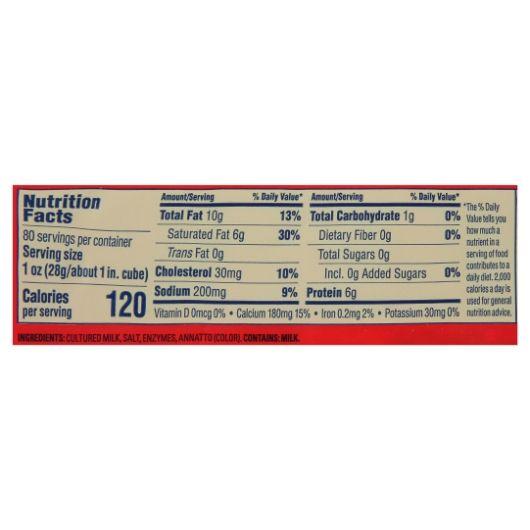 Nutrition
Facts
80 servings per container
Serving size
1 oz (28g/about 1 in. cube)
Calories
per serving
120
Amount/Serving % Daily Value*
Total Fat 10g 13%
Saturated Fat 6g 30%
Trans Fat 0g
Cholesterol 30mg 10%
Sodium 200mg 9%
Amount/Serving % Daily Value*
Total Carbohydrate 1g 0%
Dietary Fiber 0g 0%
Total Sugars 0g
Incl. 0g Added Sugars 0%
Protein 6g
Vitamin D 0mcg 0% • Calcium 180mg 15% • Iron 0.2mg 2% • Potassium 30mg 0%
*The % Daily
Value tells you
how much a
nutrient in a
serving of food
contributes to a
daily diet. 2,000
calories a day is
used for general
nutrition advice.
INGREDIENTS: CULTURED MILK, SALT, ENZYMES, ANNATTO (COLOR). CONTAINS: MILK.